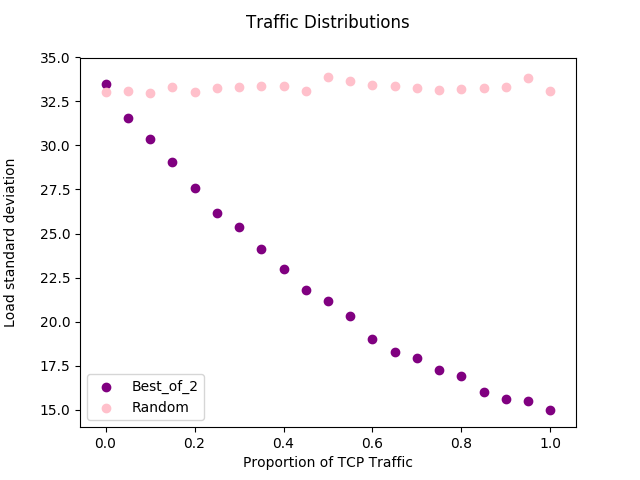 Traffic Distributions
Load standard deviation
35.0
32.5
30.0
27.5
25.0
22.5
20.0
17.5
15.0
Best_of_2
Random
0.0 0.2 0.4 0.6 0.8 1.0
Proportion of TCP Traffic